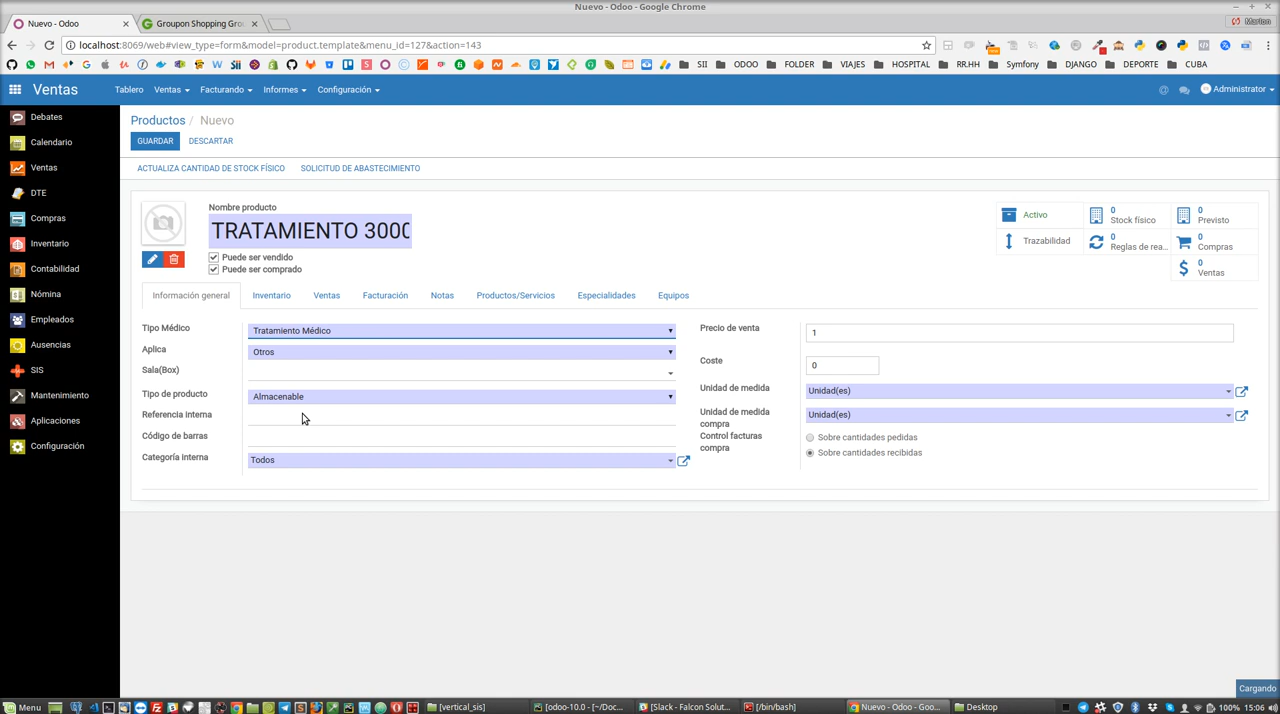 Nuevo - Odoo - Google Chrome
Nuevo - Odoo
Groupon Shopping Gro
Marlon
localhost:8069/web#view_type=form&model=product.template&menu_id=127&action=143
SII
ODOO
FOLDER
VIAJES
HOSPITAL
RR.HH
Symfony
DJANGO
DEPORTE
CUBA
Ventas
Tablero
Ventas
Facturando
Informes
Configuración
Administrator
Debates
Calendario
Ventas
DTE
Compras
Inventario
Contabilidad
Nómina
Empleados
Ausencias
SIS
Mantenimiento
Aplicaciones
Configuración
Productos / Nuevo
GUARDAR
DESCARTAR
ACTUALIZA CANTIDAD DE STOCK FÍSICO
SOLICITUD DE ABASTECIMIENTO
Nombre producto
TRATAMIENTO 3000
Puede ser vendido
Puede ser comprado
Activo
0
Stock físico
0
Previsto
Trazabilidad
0
Reglas de rea...
0
Compras
0
Ventas
Información general
Inventario
Ventas
Facturación
Notas
Productos/Servicios
Especialidades
Equipos
Tipo Médico
Tratamiento Médico
Aplica
Otros
Sala(Box)
Tipo de producto
Almacenable
Referencia interna
Código de barras
Categoría interna
Todos
Precio de venta
1
Coste
0
Unidad de medida
Unidad(es)
Unidad de medida
compra
Unidad(es)
Control facturas
compra
Sobre cantidades pedidas
Sobre cantidades recibidas
Cargando
Menu
[vertical_sis]
[odoo-10.0 - [~/Doc...
[Slack - Falcon Solut...
[/bin/bash]
Nuevo - Odoo - Goo...
Desktop
100%
15:06